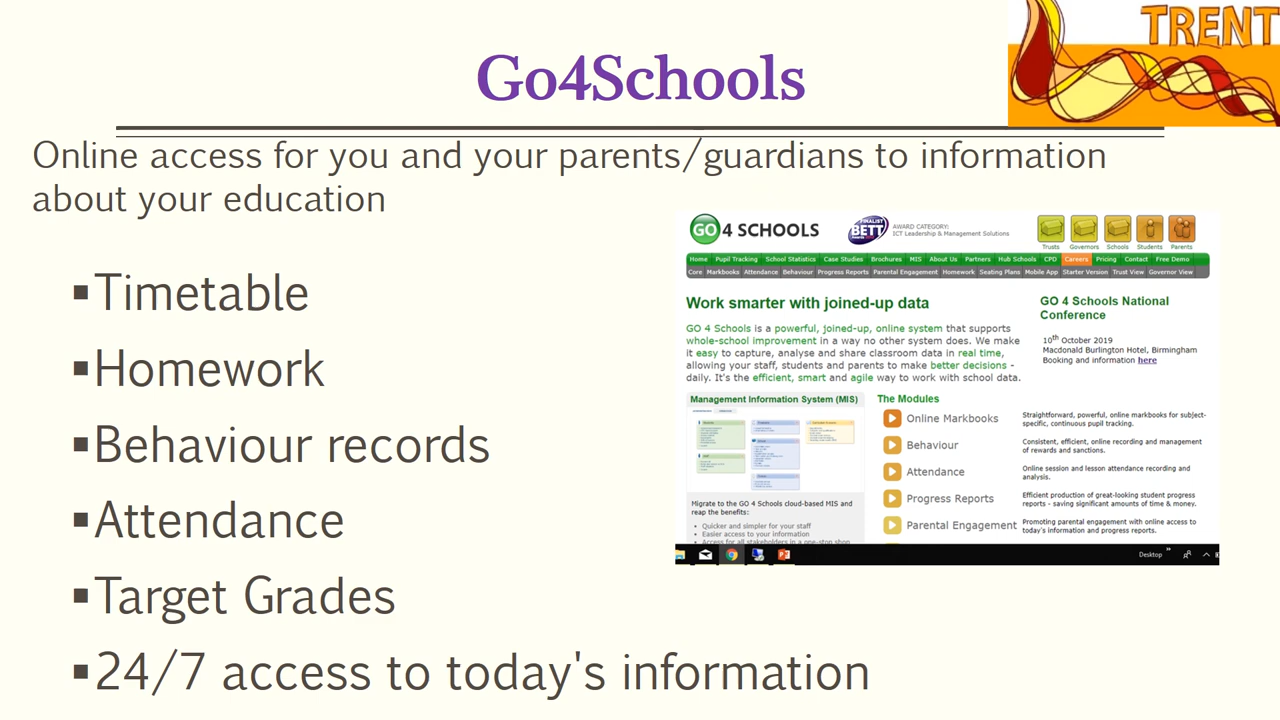 TRENT
Go4Schools
Online access for you and your parents/guardians to information
about your education
▪Timetable
▪Homework
▪Behaviour records
▪Attendance
▪Target Grades
▪24/7 access to today's information
GO 4 SCHOOLS
FINALIST
BETT
AWARD CATEGORY:
ICT Leadership & Management Solutions
Trusts Governors Schools Students Parents
Home Pupil Tracking School Statistics Case Studies Brochures MIS About Us Partners Hub Schools CPD Careers Pricing Contact Free Demo
Core Markbooks Attendance Behaviour Progress Reports Parental Engagement Homework Seating Plans Mobile App Starter Version Trust View Governor View
Work smarter with joined-up data
GO 4 Schools is a powerful, joined-up, online system that supports
whole-school improvement in a way no other system does. We make
it easy to capture, analyse and share classroom data in real time,
allowing your staff, students and parents to make better decisions -
daily. It's the efficient, smart and agile way to work with school data.
GO 4 Schools National
Conference
10th October 2019
Macdonald Burlington Hotel, Birmingham
Booking and information here
Management Information System (MIS)
Migrate to the GO 4 Schools cloud-based MIS and
reap the benefits:
• Quicker and simpler for your staff
• Easier access to your information
• Access for all stakeholders in a one-stop shop
The Modules
Online Markbooks
Straightforward, powerful, online markbooks for subject-
specific, continuous pupil tracking.
Behaviour
Consistent, efficient, online recording and management
of rewards and sanctions.
Attendance
Online session and lesson attendance recording and
analysis.
Progress Reports
Efficient production of great-looking student progress
reports - saving significant amounts of time & money.
Parental Engagement
Promoting parental engagement with online access to
today's information and progress reports.
Desktop